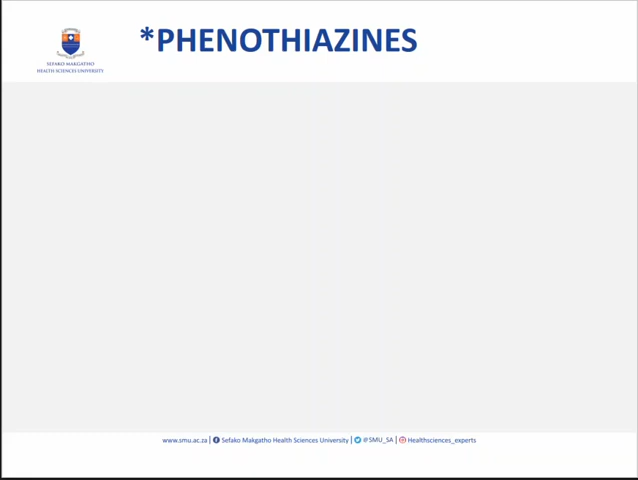 *PHENOTHIAZINES
SEFAKO MAKGATHO
HEALTH SCIENCES UNIVERSITY
www.smu.ac.za | Sefako Makgatho Health Sciences University | @SMU_SA | Healthsciences_experts